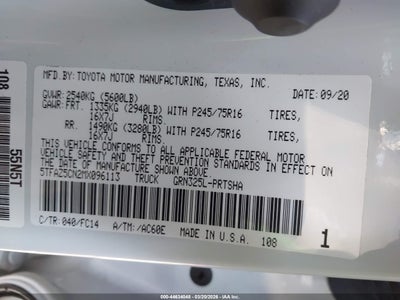 MFD.BY:TOYOTA MOTOR MANUFACTURING, TEXAS, INC.
GVWR:2540KG (5600LB) DATE: 09/20
GAWR:FRT. 1335KG (2940LB) WITH P245/75R16 TIRES,
16X7J RIMS,
RR. 1490KG (3280LB) WITH P245/75R16 TIRES,
16X7J RIMS.
THIS VEHICLE CONFORMS TO ALL APPLICABLE FEDERAL MOTOR
VEHICLE SAFETY AND THEFT PREVENTION STANDARDS IN EFFECT
ON THE DATE OF MANUFACTURE SHOWN ABOVE.
5TFAZ5CN2MX096113 TRUCK GRN325L-PRTSHA
C/TR:040/FC14 A/TM:/AC60E MADE IN U.S.A. 108
1
108 55M5T
000-44634048 - (03/20/2026 -